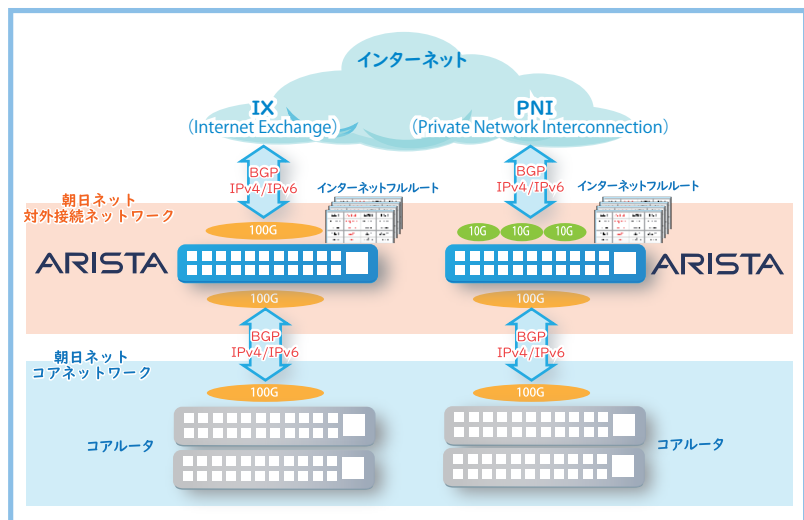 インターネット
IX
(Internet Exchange)
PNI
(Private Network Interconnection)
BGP
IPv4/IPv6
インターネットフルルート
BGP
IPv4/IPv6
インターネットフルルート
朝日ネット
対外接続ネットワーク
100G
10G
10G
10G
ARISTA
ARISTA
100G
100G
BGP
IPv4/IPv6
BGP
IPv4/IPv6
朝日ネット
コアネットワーク
100G
100G
コアルータ
コアルータ